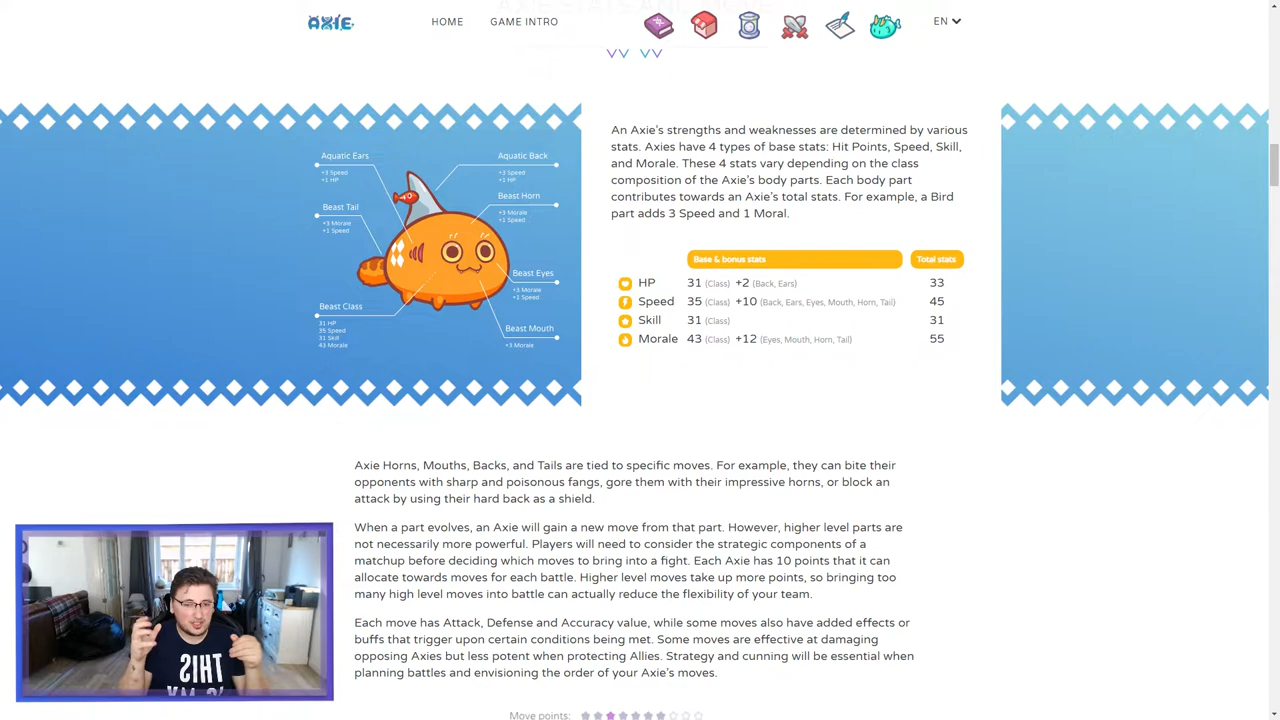 AXIE
HOME
GAME INTRO
EN
Aquatic Ears
+3 Speed
+1 HP
Aquatic Back
+3 Speed
+1 HP
Beast Horn
+3 Morale
+1 Speed
Beast Tail
+3 Morale
+1 Speed
Beast Eyes
+3 Morale
+1 Speed
Beast Class
31 HP
35 Speed
31 Skill
43 Morale
Beast Mouth
+3 Morale
An Axie's strengths and weaknesses are determined by various
stats. Axies have 4 types of base stats: Hit Points, Speed, Skill,
and Morale. These 4 stats vary depending on the class
composition of the Axie's body parts. Each body part
contributes towards an Axie's total stats. For example, a Bird
part adds 3 Speed and 1 Moral.
Base & bonus stats Total stats
HP 31 (Class) +2 (Back, Ears) 33
Speed 35 (Class) +10 (Back, Ears, Eyes, Mouth, Horn, Tail) 45
Skill 31 (Class) 31
Morale 43 (Class) +12 (Eyes, Mouth, Horn, Tail) 55
Axie Horns, Mouths, Backs, and Tails are tied to specific moves. For example, they can bite their
opponents with sharp and poisonous fangs, gore them with their impressive horns, or block an
attack by using their hard back as a shield.
When a part evolves, an Axie will gain a new move from that part. However, higher level parts are
not necessarily more powerful. Players will need to consider the strategic components of a
matchup before deciding which moves to bring into a fight. Each Axie has 10 points that it can
allocate towards moves for each battle. Higher level moves take up more points, so bringing too
many high level moves into battle can actually reduce the flexibility of your team.
Each move has Attack, Defense and Accuracy value, while some moves also have added effects or
buffs that trigger upon certain conditions being met. Some moves are effective at damaging
opposing Axies but less potent when protecting Allies. Strategy and cunning will be essential when
planning battles and envisioning the order of your Axie's moves.
Move points:
THIS